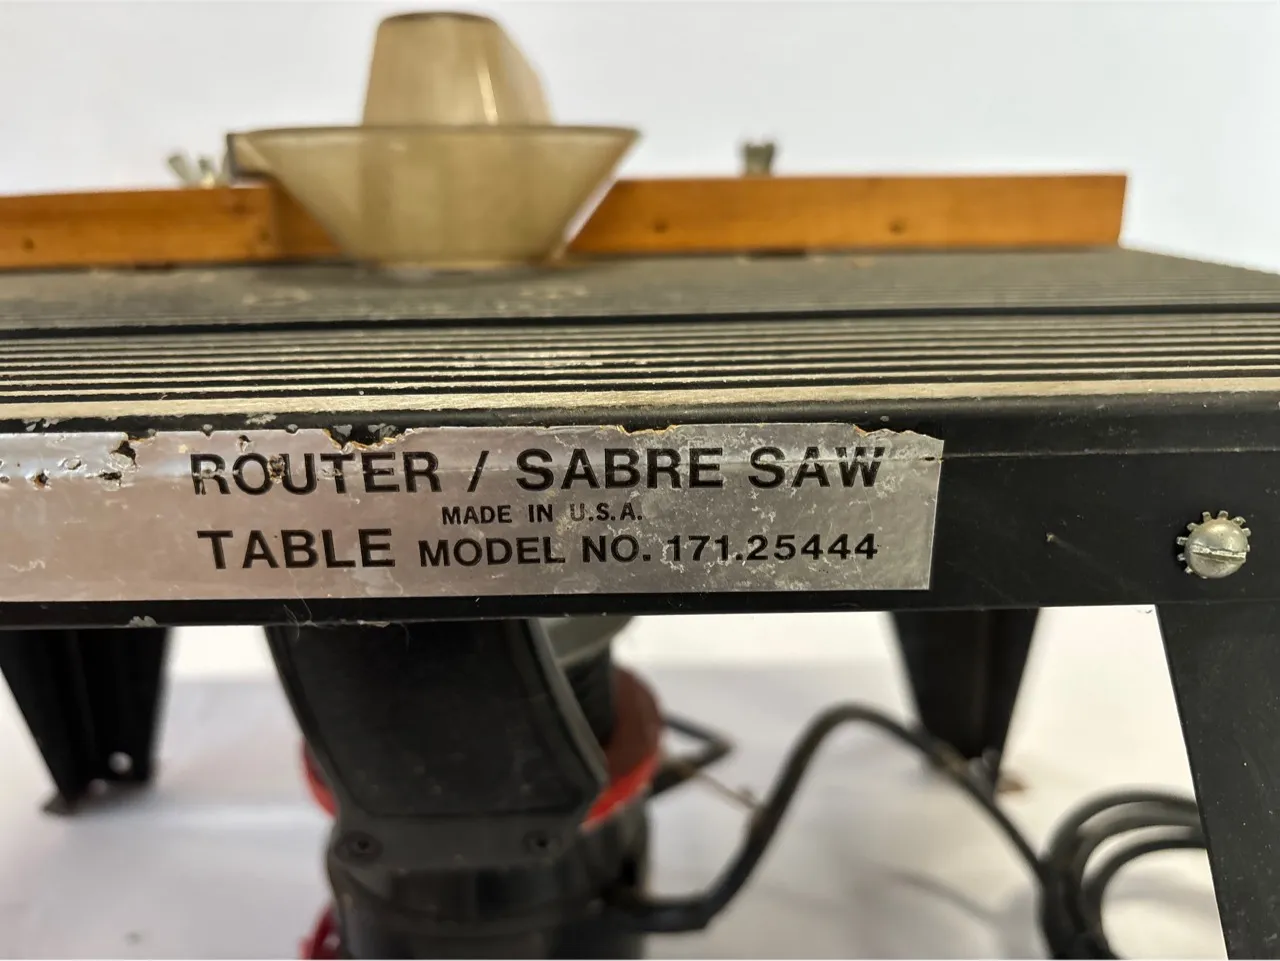 ROUTER / SABRE SAW
MADE IN U.S.A.
TABLE MODEL NO. 171.25444